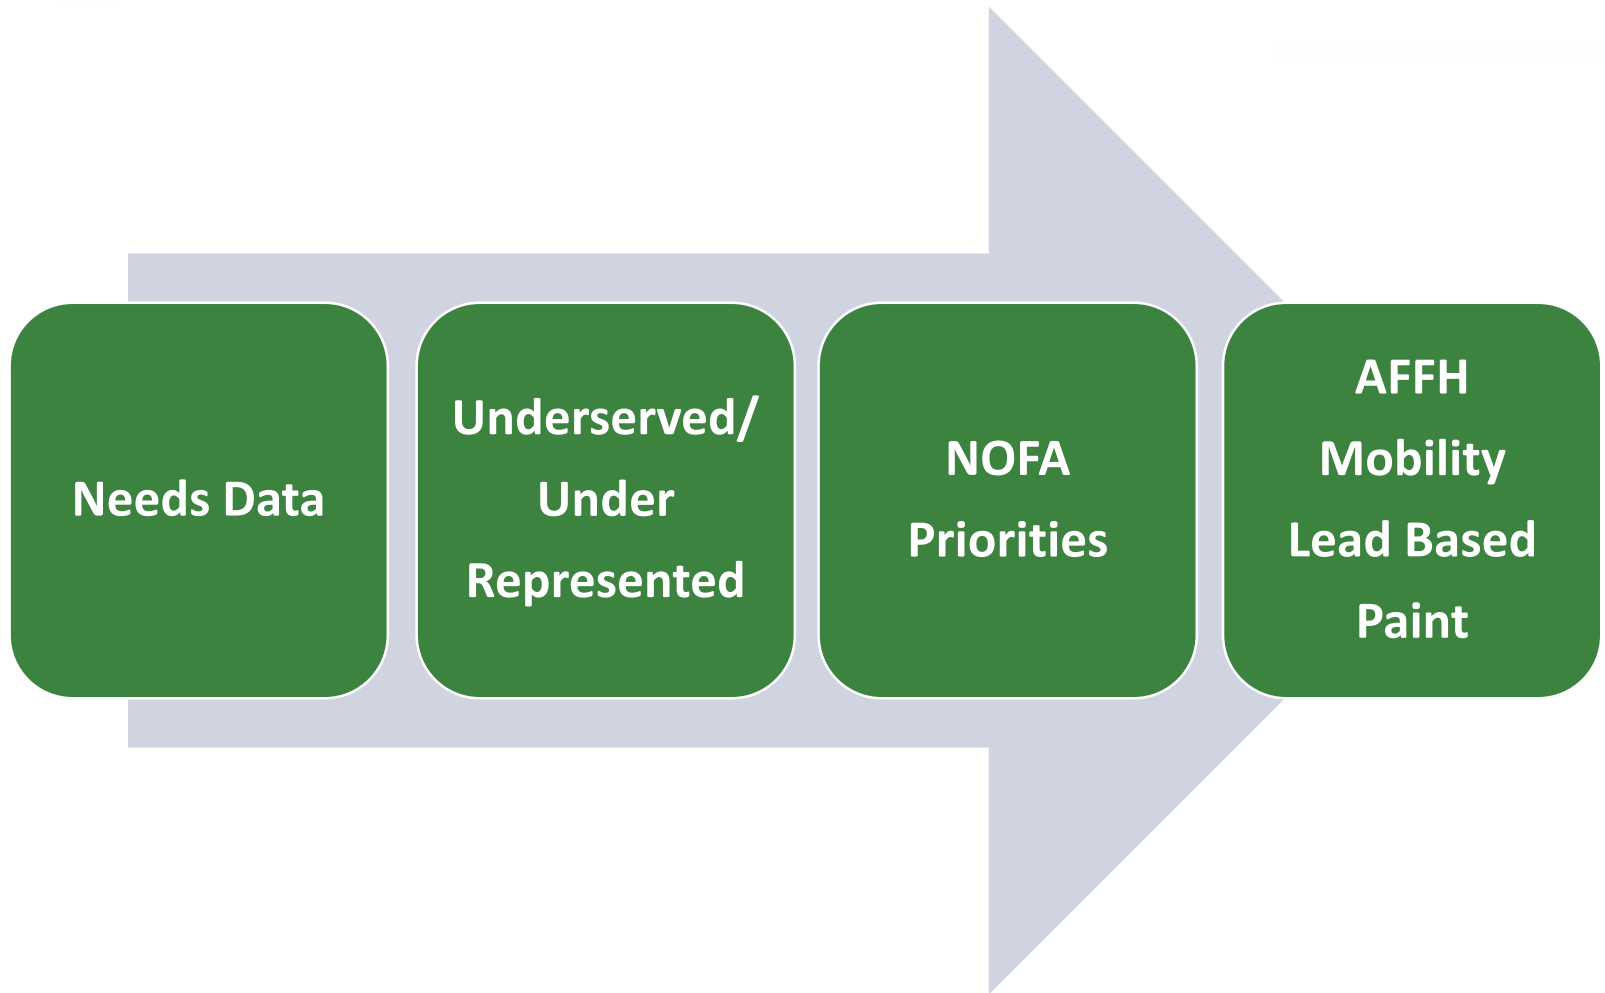 Needs Data
Underserved/
Under
Represented
NOFA
Priorities
AFFH
Mobility
Lead Based
Paint